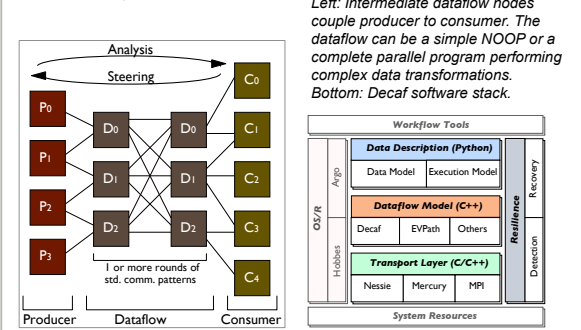 Left: Intermediate dataflow nodes
couple producer to consumer. The
dataflow can be a simple NOOP or a
complete parallel program performing
complex data transformations.
Bottom: Decaf software stack.
Analysis
Steering
P0
P1
P2
P3
D0
D1
D2
D0
D1
D2
C0
C1
C2
C3
C4
1 or more rounds of
std. comm. patterns
Producer
Dataflow
Consumer
Workflow Tools
OS/R
Argo
Hobbes
Data Description (Python)
Data Model
Execution Model
Dataflow Model (C++)
Decaf
EVPath
Others
Transport Layer (C/C++)
Nessie
Mercury
MPI
Resilience
Recovery
Detection
System Resources